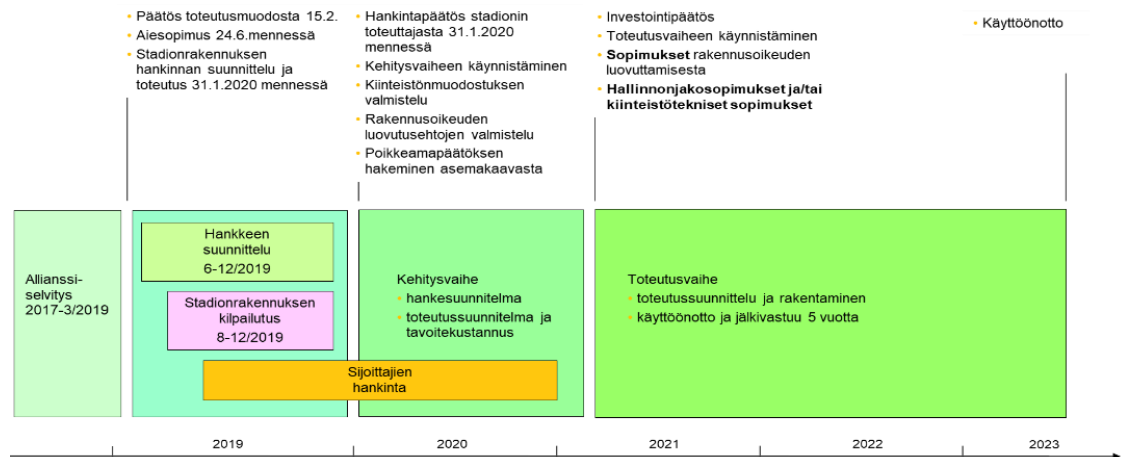 Päätös toteutusmuodosta 15.2.
Aiesopimus 24.6.mennessä
Stadionrakennuksen
hankinnan suunnittelu ja
toteutus 31.1.2020 mennessä
Hankintapäätös stadionin
toteuttajasta 31.1.2020
mennessä
Kehitysvaiheen käynnistäminen
Kiinteistönmuodostuksen
valmistelu
Rakennusoikeuden
luovutusehtojen valmistelu
Poikkeamapäätöksen
hakeminen asemakaavasta
Investointipäätös
Toteutusvaiheen käynnistäminen
Sopimukset rakennusoikeuden
luovuttamisesta
Hallinnonjakosopimukset ja/tai
kiinteistötekniset sopimukset
Käyttöönotto
Allianssi-
selvitys
2017-3/2019
Hankkeen
suunnittelu
6-12/2019
Stadionrakennuksen
kilpailutus
8-12/2019
Sijoittajien
hankinta
Kehitysvaihe
hankesuunnitelma
toteutussuunnitelma ja
tavoitekustannus
Toteutusvaihe
toteutussuunnittelu ja rakentaminen
käyttöönotto ja jälkivastuu 5 vuotta
2019
2020
2021
2022
2023